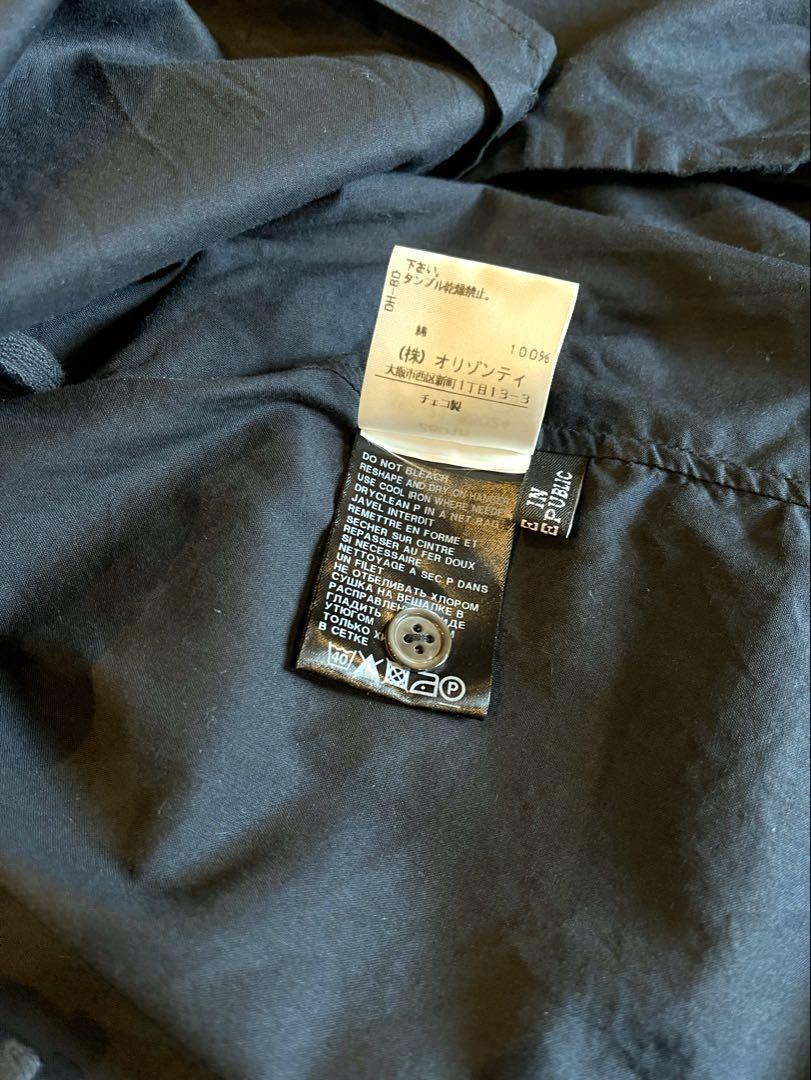 下さい。
タンブル乾燥禁止。
DH-8D
綿 100%
(株) オリゾンティ
大阪市西区新町1丁目13-3
チェコ製
DO NOT BLEACH
RESHAPE AND DRY ON HANGER
USE COOL IRON WHERE NEEDED
DRYCLEAN P IN A NET BAG
JAVEL INTERDIT
REMETTRE EN FORME ET
SECHER SUR CINTRE
REPASSER AU FER DOUX
SI NECESSAIRE
NETTOYAGE A SEC P DANS
UN FILET
НЕ ОТБЕЛИВАТЬ ХЛОРОМ
СУШКА НА ВЕШАЛКЕ В
ГЛАДИТЬ
УТЮГОМ
ТОЛЬКО
В СЕТКЕ
40
P
IN
PUBLIC